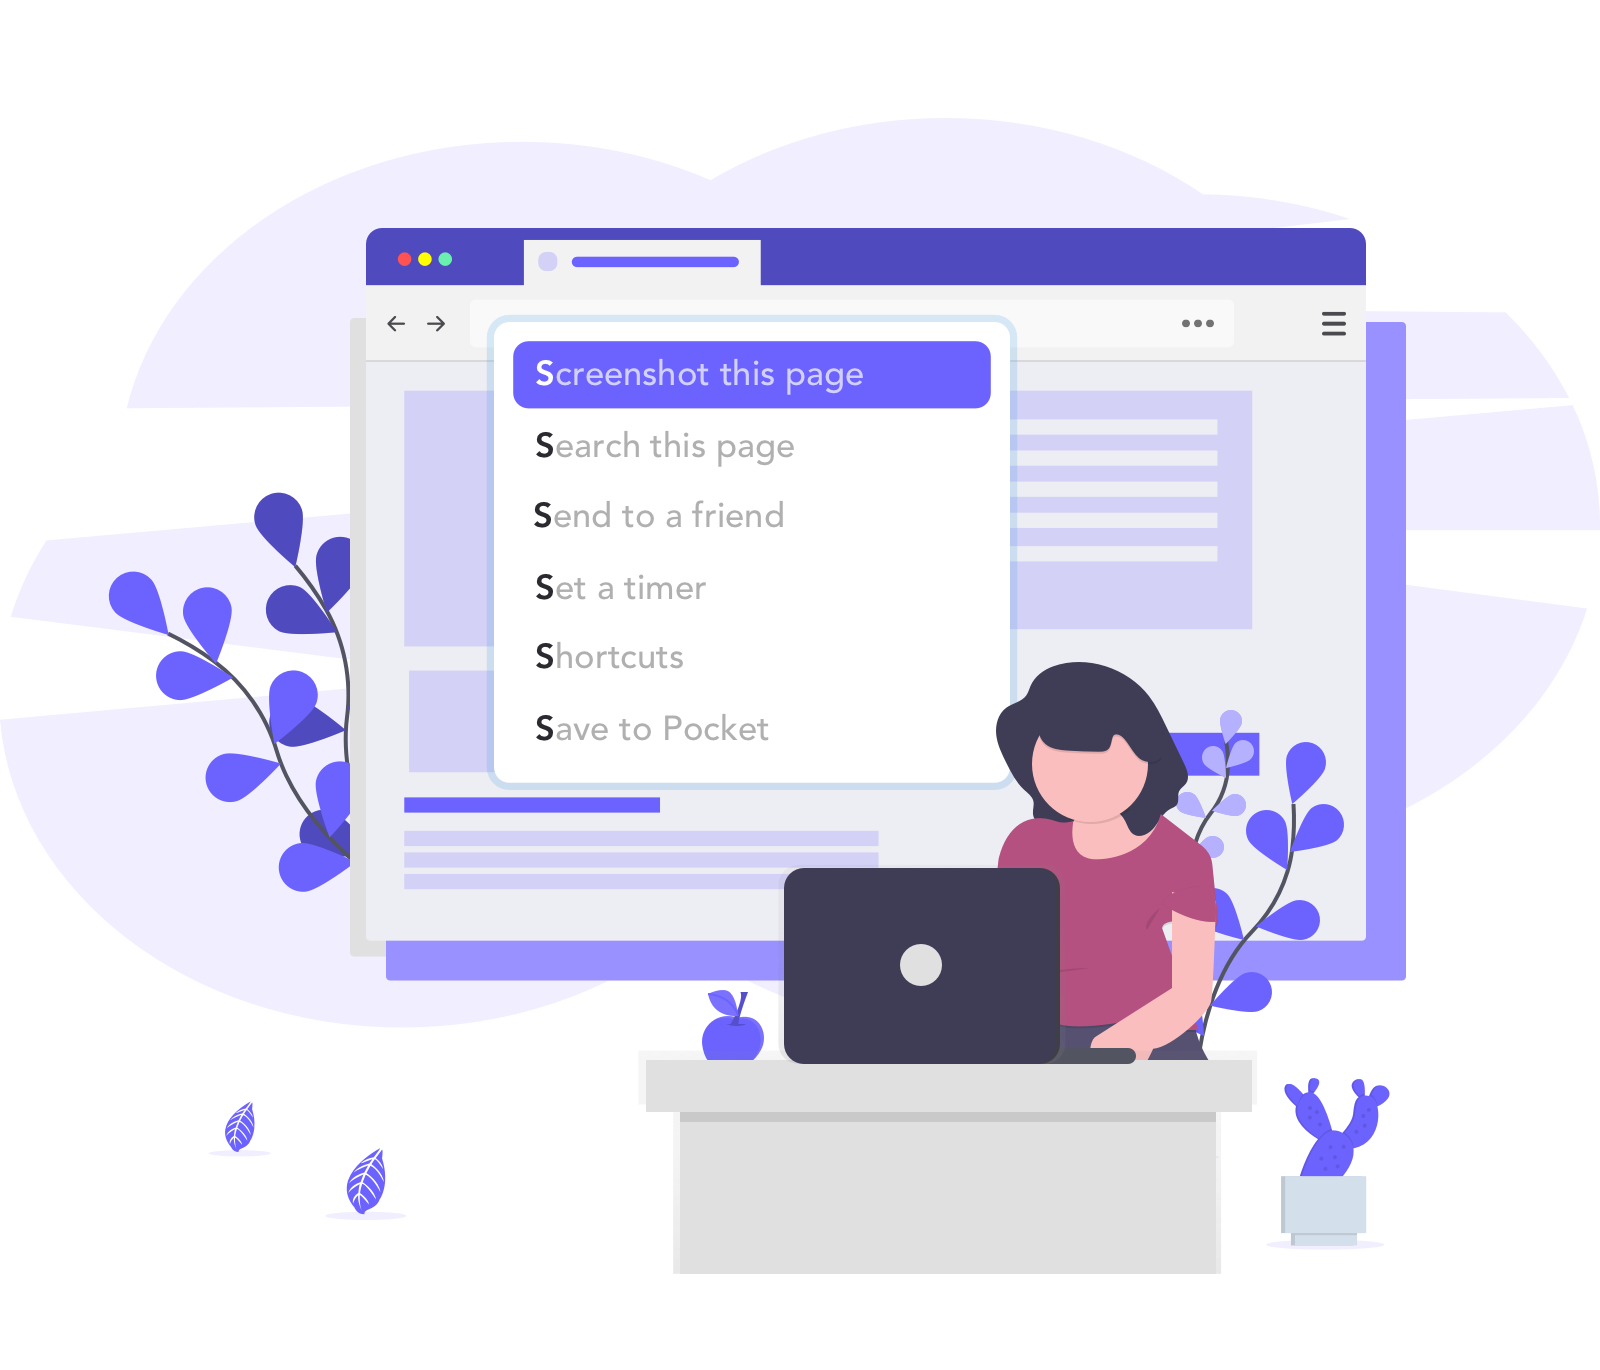 Screenshot this page
Search this page
Send to a friend
Set a timer
Shortcuts
Save to Pocket